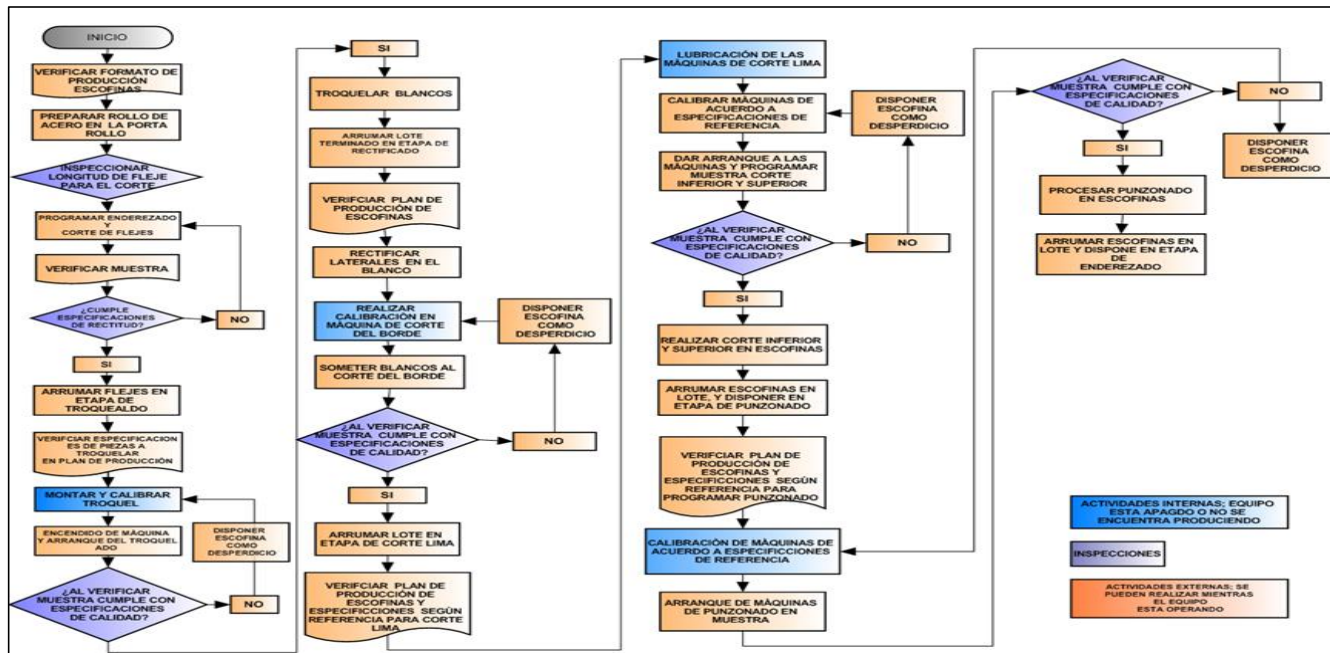 INICIO
VERIFICAR FORMATO DE
PRODUCCIÓN
ESCOFINAS
PREPARAR ROLLO DE
ACERO EN LA PORTA
ROLLO
INSPECCIONAR
LONGITUD DE FLEJE
PARA EL CORTE
PROGRAMAR ENDEREZADO
Y
CORTE DE FLEJES
VERIFICAR MUESTRA
¿CUMPLE
ESPECIFICACIONES
DE RECTITUD?
NO
SI
ARRUMAR FLEJES EN
ETAPA DE
TROQUEALDO
VERIFCIAR ESPECIFICACION
ES DE PIEZAS A
TROQUELAR
EN PLAN DE PRODUCCIÓN
MONTAR Y CALIBRAR
TROQUEL
ENCENDIDO DE MÁQUINA
Y ARRANQUE DEL TROQUEL
ADO
DISPONER
ESCOFINA
COMO
DESPERDICIO
¿AL VERIFICAR
MUESTRA CUMPLE CON
ESPECIFICACIONES
DE CALIDAD?
NO
SI
TROQUELAR BLANCOS
ARRUMAR LOTE
TERMINADO EN ETAPA DE
RECTIFICADO
VERIFCIAR PLAN DE
PRODUCCIÓN DE
ESCOFINAS
RECTIFICAR
LATERALES EN EL
BLANCO
REALIZAR
CALIBRACIÓN EN
MÁQUINA DE CORTE
DEL BORDE
DISPONER
ESCOFINA
COMO
DESPERDICIO
SOMETER BLANCOS AL
CORTE DEL BORDE
¿AL VERIFICAR
MUESTRA CUMPLE CON
ESPECIFICACIONES
DE CALIDAD?
NO
SI
ARRUMAR LOTE EN
ETAPA DE CORTE LIMA
VERIFCIAR PLAN DE
PRODUCCIÓN DE
ESCOFINAS Y
ESPECIFICCIONES SEGÚN
REFERENCIA PARA CORTE
LIMA
LUBRICACIÓN DE LAS
MÁQUINAS DE CORTE LIMA
CALIBRAR MÁQUINAS DE
ACUERDO A
ESPECIFICACIONES DE
REFERENCIA
DISPONER
ESCOFINA
COMO
DESPERDICIO
DAR ARRANQUE A LAS
MÁQUINAS Y PROGRAMAR
MUESTRA CORTE
INFERIOR Y SUPERIOR
¿AL VERIFICAR
MUESTRA CUMPLE CON
ESPECIFICACIONES
DE CALIDAD?
NO
SI
REALIZAR CORTE INFERIOR
Y SUPERIOR EN ESCOFINAS
ARRUMAR ESCOFINAS EN
LOTE, Y DISPONER EN
ETAPA DE PUNZONADO
VERIFCIAR PLAN DE
PRODUCCIÓN DE
ESCOFINAS Y
ESPECIFICCIONES SEGÚN
REFERENCIA PARA
PROGRAMAR PUNZONADO
CALIBRACIÓN DE MÁQUINAS DE
ACUERDO A ESPECIFICCIONES
DE REFERENCIA
ARRANQUE DE MÁQUINAS
DE PUNZONADO EN
MUESTRA
¿AL VERIFICAR
MUESTRA CUMPLE CON
ESPECIFICACIONES
DE CALIDAD?
NO
DISPONER
ESCOFINA
COMO
DESPERDICIO
SI
PROCESAR PUNZONADO
EN ESCOFINAS
ARRUMAR ESCOFINAS EN
LOTE Y DISPONE EN ETAPA
DE
ENDEREZADO
ACTIVIDADES INTERNAS; EQUIPO
ESTA APAGDO O NO SE
ENCUENTRA PRODUCIENDO
INSPECCIONES
ACTIVIDADES EXTERNAS; SE
PUEDEN REALIZAR MIENTRAS
EL EQUIPO
ESTA OPERANDO